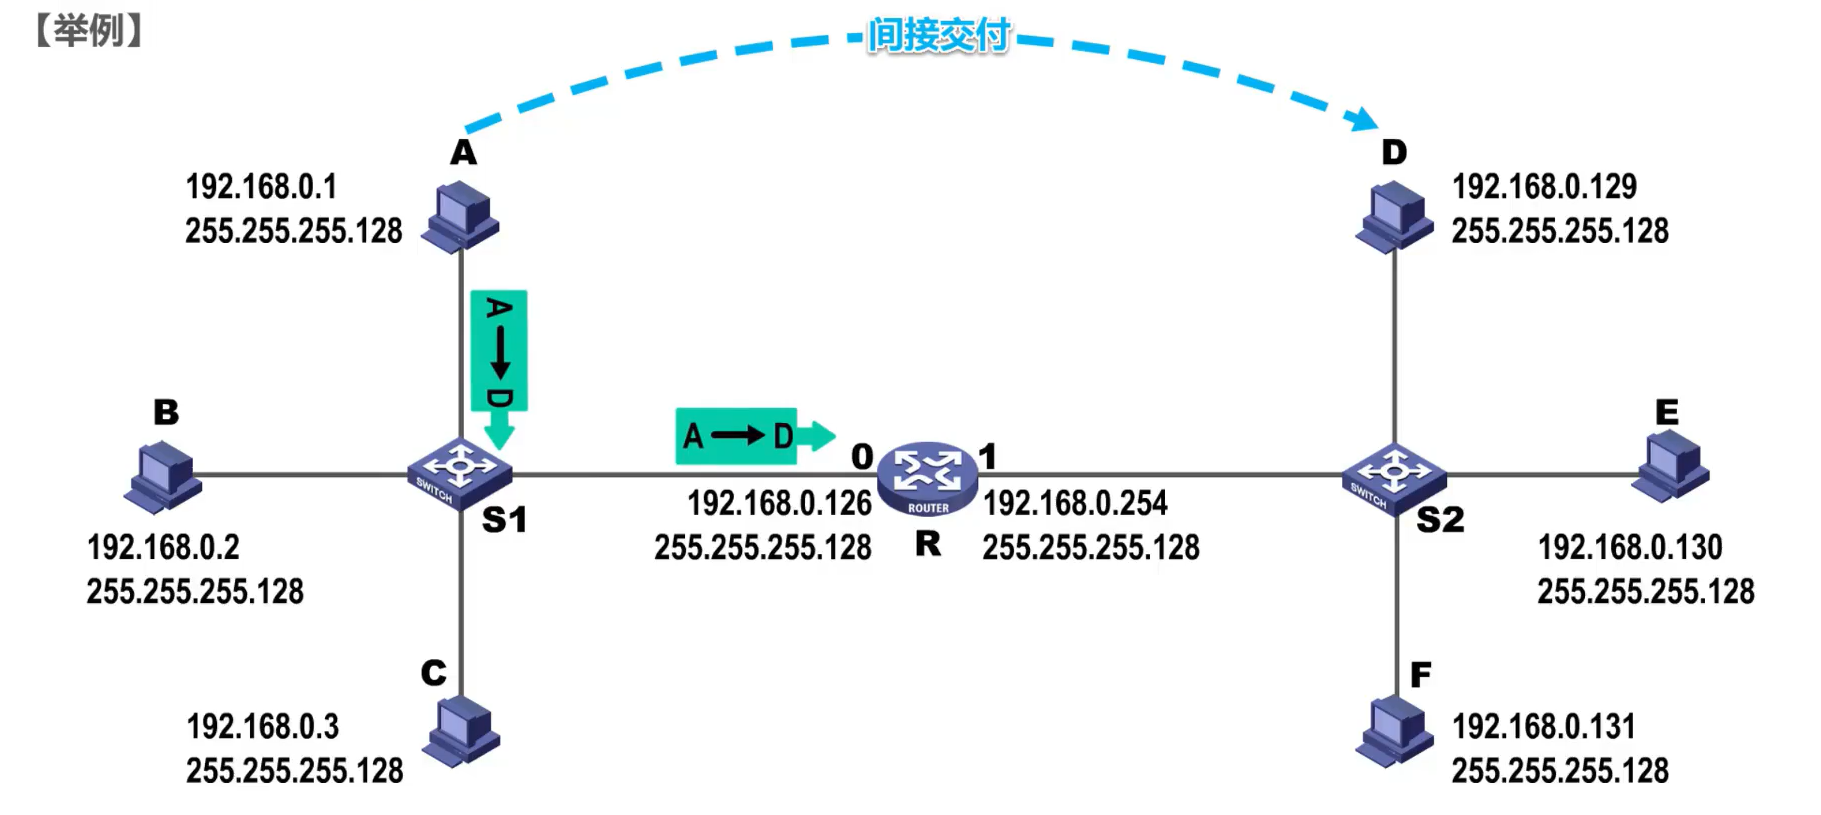 【举例】
间接交付
A
192.168.0.1
255.255.255.128
D
192.168.0.129
255.255.255.128
A → D
B
192.168.0.2
255.255.255.128
SWITCH
S1
A → D
0
1
192.168.0.126
255.255.255.128
ROUTER
R
192.168.0.254
255.255.255.128
SWITCH
S2
E
192.168.0.130
255.255.255.128
C
192.168.0.3
255.255.255.128
F
192.168.0.131
255.255.255.128